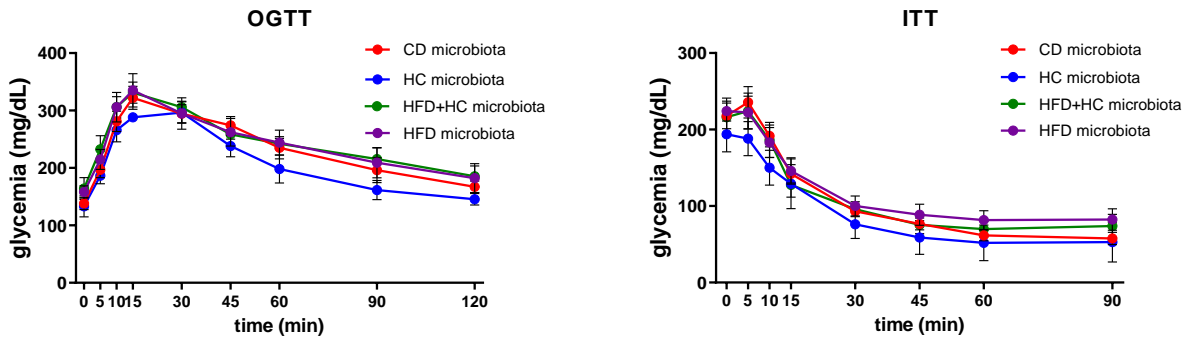 OGTT
400
300
200
100
0
glycemia (mg/dL)
0 5 10 15 30 45 60 90 120
time (min)
CD microbiota
HC microbiota
HFD+HC microbiota
HFD microbiota
ITT
300
200
100
0
glycemia (mg/dL)
0 5 10 15 30 45 60 90
time (min)
CD microbiota
HC microbiota
HFD+HC microbiota
HFD microbiota